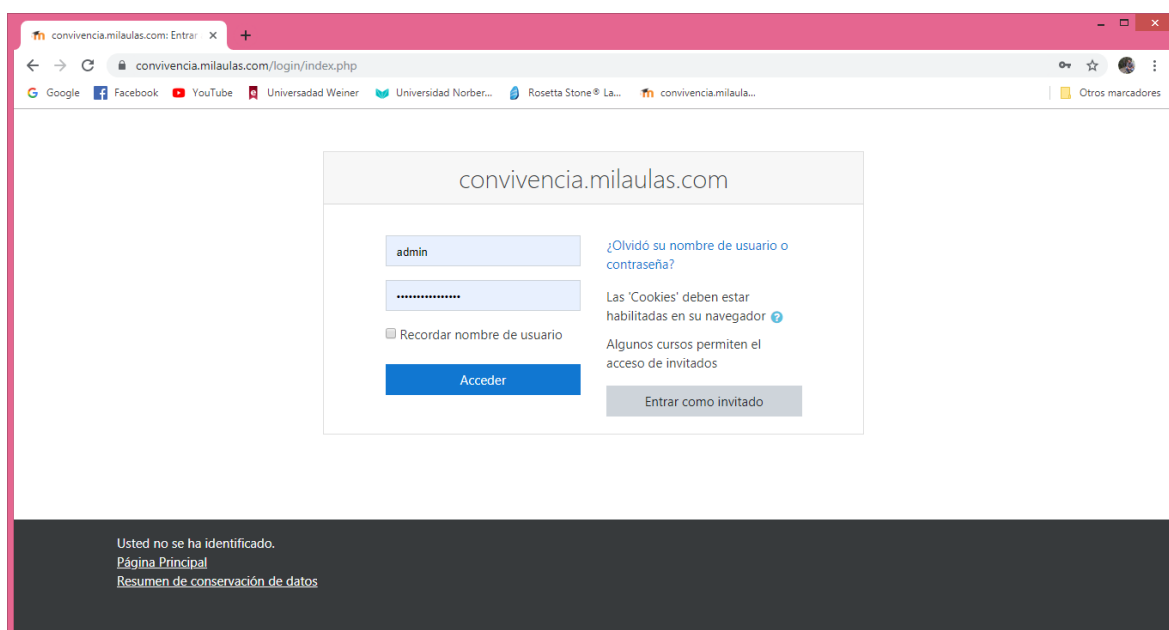 convivencia.milaulas.com: Entrar
convivencia.milaulas.com/login/index.php
Google Facebook YouTube Universadad Weiner Universidad Norber... Rosetta Stone® La... convivencia.milaula... Otros marcadores
convivencia.milaulas.com
admin
••••••••••••••••
Recordar nombre de usuario
Acceder
¿Olvidó su nombre de usuario o
contraseña?
Las 'Cookies' deben estar
habilitadas en su navegador
Algunos cursos permiten el
acceso de invitados
Entrar como invitado
Usted no se ha identificado.
Página Principal
Resumen de conservación de datos